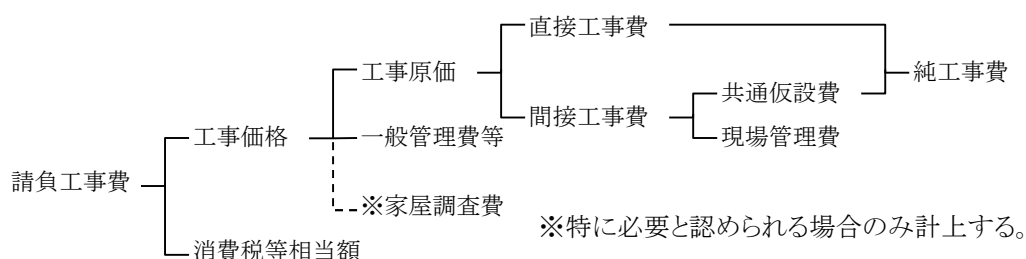 直接工事費
工事原価
純工事費
共通仮設費
間接工事費
工事価格
一般管理費等
現場管理費
請負工事費
※家屋調査費
※特に必要と認められる場合のみ計上する。
消費税等相当額